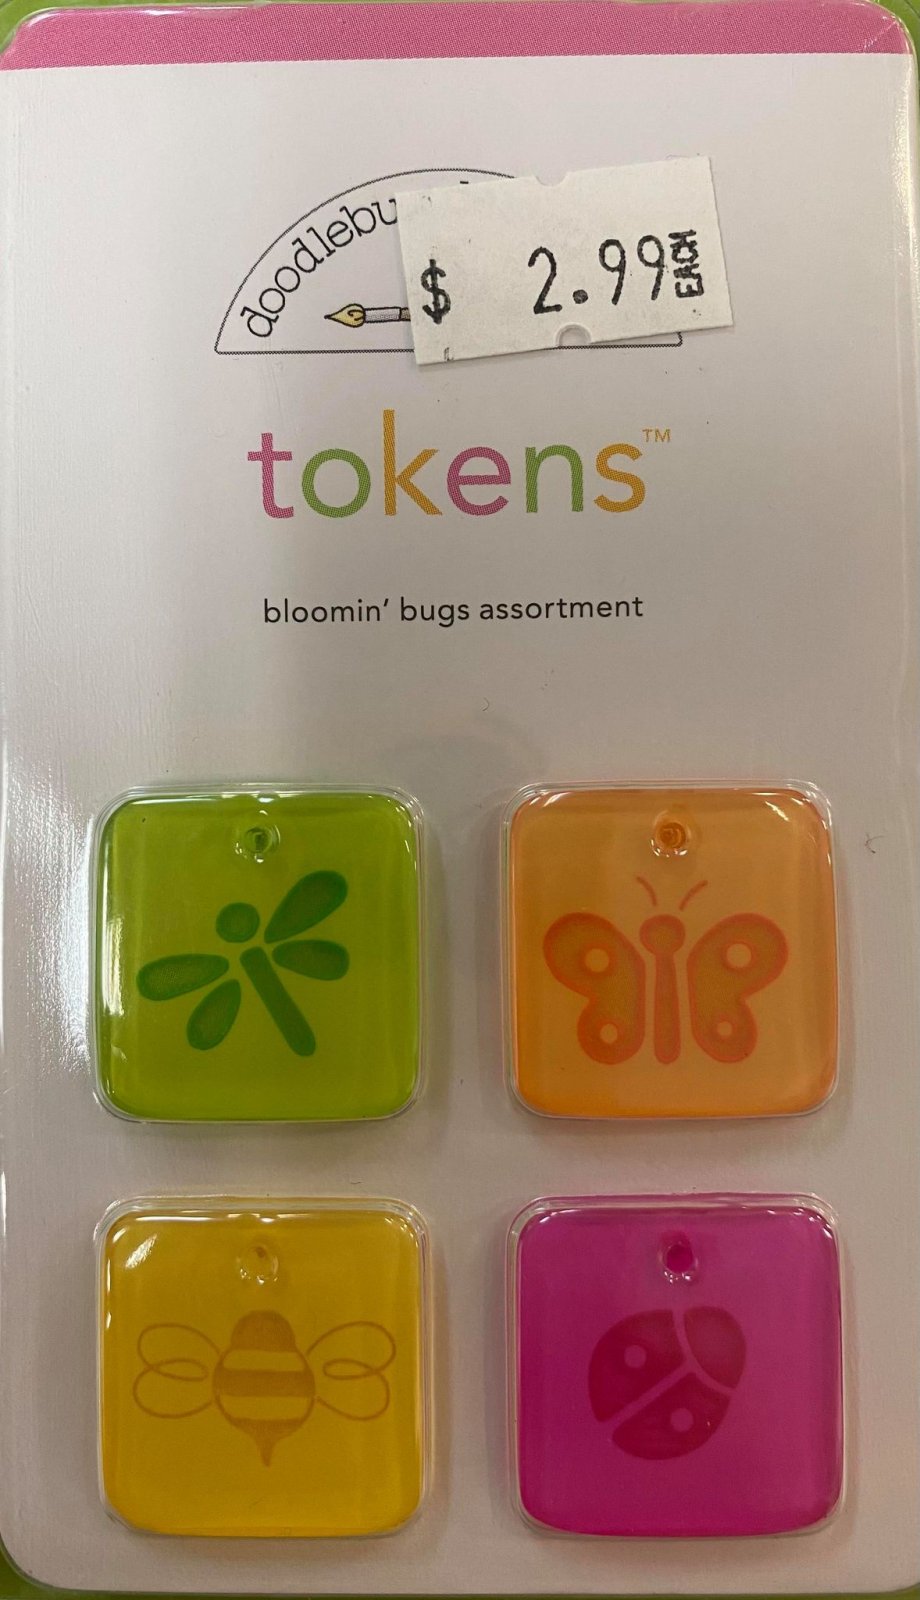 doodlebu
$ 2.99 EACH
tokens™
bloomin' bugs assortment